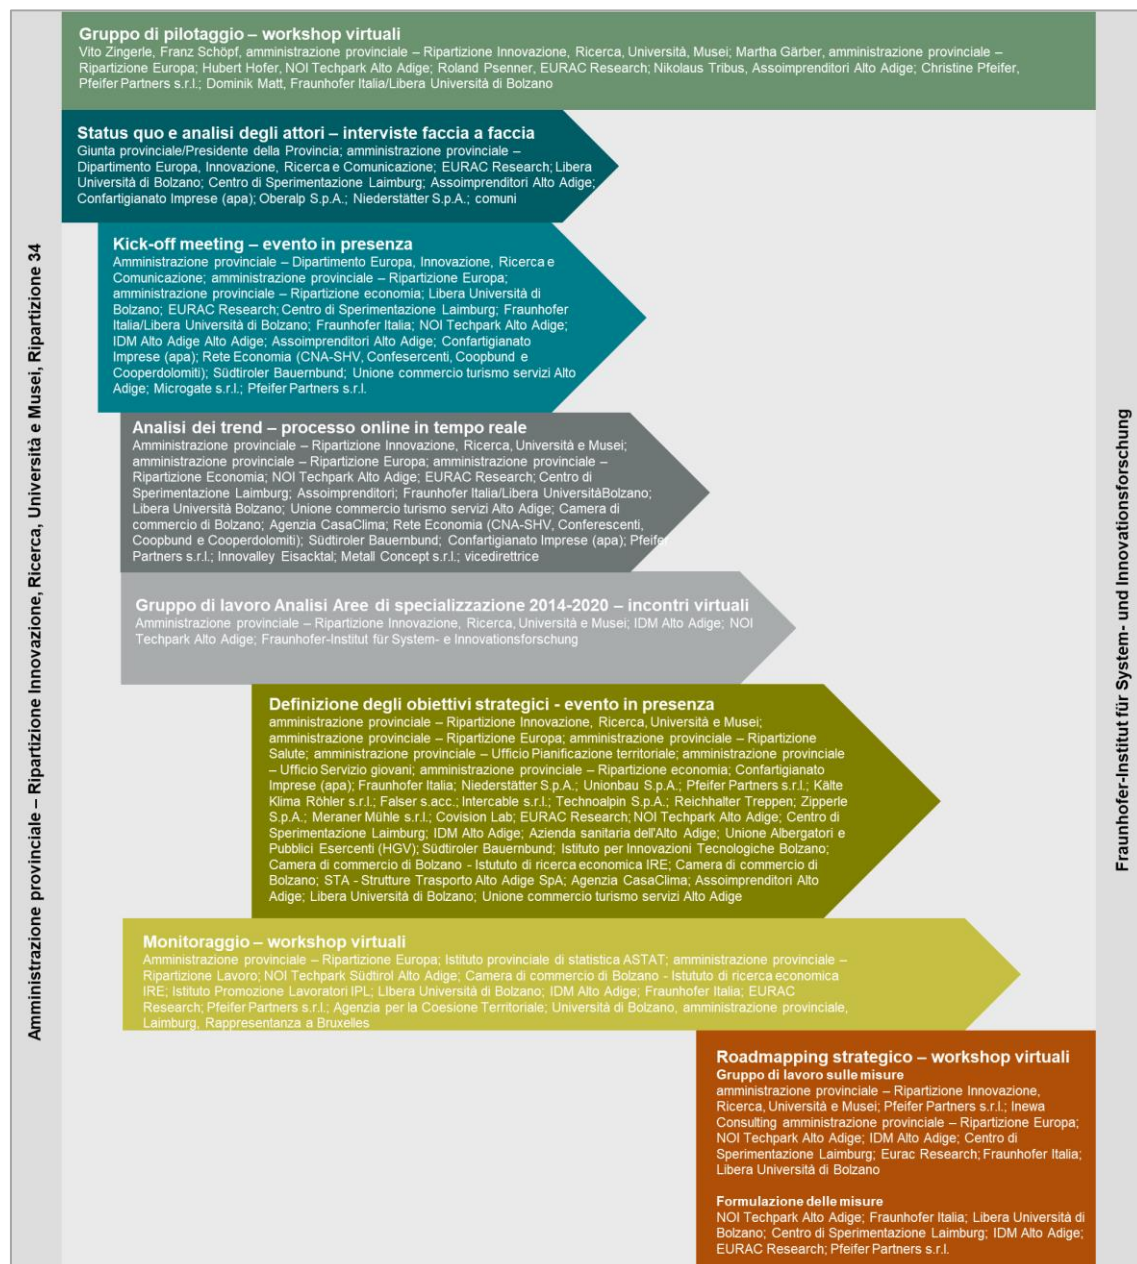 Amministrazione provinciale – Ripartizione Innovazione, Ricerca, Università e Musei, Ripartizione 34
Gruppo di pilotaggio – workshop virtuali
Vito Zingerle, Franz Schöpf, amministrazione provinciale – Ripartizione Innovazione, Ricerca, Università, Musei; Martha Gärber, amministrazione provinciale –
Ripartizione Europa; Hubert Hofer, NOI Techpark Alto Adige; Roland Psenner, EURAC Research; Nikolaus Tribus, Assoimprenditori Alto Adige; Christine Pfeifer,
Pfeifer Partners s.r.l.; Dominik Matt, Fraunhofer Italia/Libera Università di Bolzano
Status quo e analisi degli attori – interviste faccia a faccia
Giunta provinciale/Presidente della Provincia; amministrazione provinciale –
Dipartimento Europa, Innovazione, Ricerca e Comunicazione; EURAC Research; Libera
Università di Bolzano; Centro di Sperimentazione Laimburg; Assoimprenditori Alto Adige;
Confartigianato Imprese (apa); Oberalp S.p.A.; Niederstätter S.p.A.; comuni
Kick-off meeting – evento in presenza
Amministrazione provinciale – Dipartimento Europa, Innovazione, Ricerca e
Comunicazione; amministrazione provinciale – Ripartizione Europa;
amministrazione provinciale – Ripartizione economia; Libera Università di
Bolzano; EURAC Research; Centro di Sperimentazione Laimburg; Fraunhofer
Italia/Libera Università di Bolzano; Fraunhofer Italia; NOI Techpark Alto Adige;
IDM Alto Adige Alto Adige; Assoimprenditori Alto Adige; Confartigianato
Imprese (apa); Rete Economia (CNA-SHV, Confesercenti, Coopbund e
Cooperdolomiti); Südtiroler Bauernbund; Unione commercio turismo servizi Alto
Adige; Microgate s.r.l.; Pfeifer Partners s.r.l.
Analisi dei trend – processo online in tempo reale
Amministrazione provinciale – Ripartizione Innovazione, Ricerca, Università e Musei;
amministrazione provinciale – Ripartizione Europa; amministrazione provinciale –
Ripartizione Economia; NOI Techpark Alto Adige; EURAC Research; Centro di
Sperimentazione Laimburg; Assoimprenditori; Fraunhofer Italia/Libera UniversitàBolzano;
Libera Università Bolzano; Unione commercio turismo servizi Alto Adige; Camera di
commercio di Bolzano; Agenzia CasaClima; Rete Economia (CNA-SHV, Conferescenti,
Coopbund e Cooperdolomiti); Südtiroler Bauernbund; Confartigianato Imprese (apa); Pfeifer
Partners s.r.l.; Innovalley Eisacktal; Metall Concept s.r.l.; vicedirettrice
Gruppo di lavoro Analisi Aree di specializzazione 2014-2020 – incontri virtuali
Amministrazione provinciale – Ripartizione Innovazione, Ricerca, Università e Musei; IDM Alto Adige; NOI
Techpark Alto Adige; Fraunhofer-Institut für System- e Innovationsforschung
Definizione degli obiettivi strategici - evento in presenza
amministrazione provinciale – Ripartizione Innovazione, Ricerca, Università e Musei;
amministrazione provinciale – Ripartizione Europa; amministrazione provinciale – Ripartizione
Salute; amministrazione provinciale – Ufficio Pianificazione territoriale; amministrazione provinciale
– Ufficio Servizio giovani; amministrazione provinciale – Ripartizione economia; Confartigianato
Imprese (apa); Fraunhofer Italia; Niederstätter S.p.A.; Unionbau S.p.A.; Pfeifer Partners s.r.l.; Kälte
Klima Röhler s.r.l.; Falser s.acc.; Intercable s.r.l.; Technoalpin S.p.A.; Reichhalter Treppen; Zipperle
S.p.A.; Meraner Mühle s.r.l.; Covision Lab; EURAC Research; NOI Techpark Alto Adige; Centro di
Sperimentazione Laimburg; IDM Alto Adige; Azienda sanitaria dell'Alto Adige; Unione Albergatori e
Pubblici Esercenti (HGV); Südtiroler Bauernbund; Istituto per Innovazioni Tecnologiche Bolzano;
Camera di commercio di Bolzano - Istututo di ricerca economica IRE; Camera di commercio di
Bolzano; STA - Strutture Trasporto Alto Adige SpA; Agenzia CasaClima; Assoimprenditori Alto
Adige; Libera Università di Bolzano; Unione commercio turismo servizi Alto Adige
Monitoraggio – workshop virtuali
Amministrazione provinciale – Ripartizione Europa; Istituto provinciale di statistica ASTAT; amministrazione provinciale –
Ripartizione Lavoro; NOI Techpark Südtirol Alto Adige; Camera di commercio di Bolzano - Istututo di ricerca economica
IRE; Istituto Promozione Lavoratori IPL; LIbera Università di Bolzano; IDM Alto Adige; Fraunhofer Italia; EURAC
Research; Pfeifer Partners s.r.l.; Agenzia per la Coesione Territoriale; Università di Bolzano, amministrazione provinciale,
Laimburg, Rappresentanza a Bruxelles
Roadmapping strategico – workshop virtuali
Gruppo di lavoro sulle misure
amministrazione provinciale – Ripartizione Innovazione,
Ricerca, Università e Musei; Pfeifer Partners s.r.l.; Inewa
Consulting amministrazione provinciale – Ripartizione Europa;
NOI Techpark Alto Adige; IDM Alto Adige; Centro di
Sperimentazione Laimburg; Eurac Research; Fraunhofer Italia;
Libera Università di Bolzano
Formulazione delle misure
NOI Techpark Alto Adige; Fraunhofer Italia; Libera Università di
Bolzano; Centro di Sperimentazione Laimburg; IDM Alto Adige;
EURAC Research; Pfeifer Partners s.r.l.
Fraunhofer-Institut für System- und Innovationsforschung